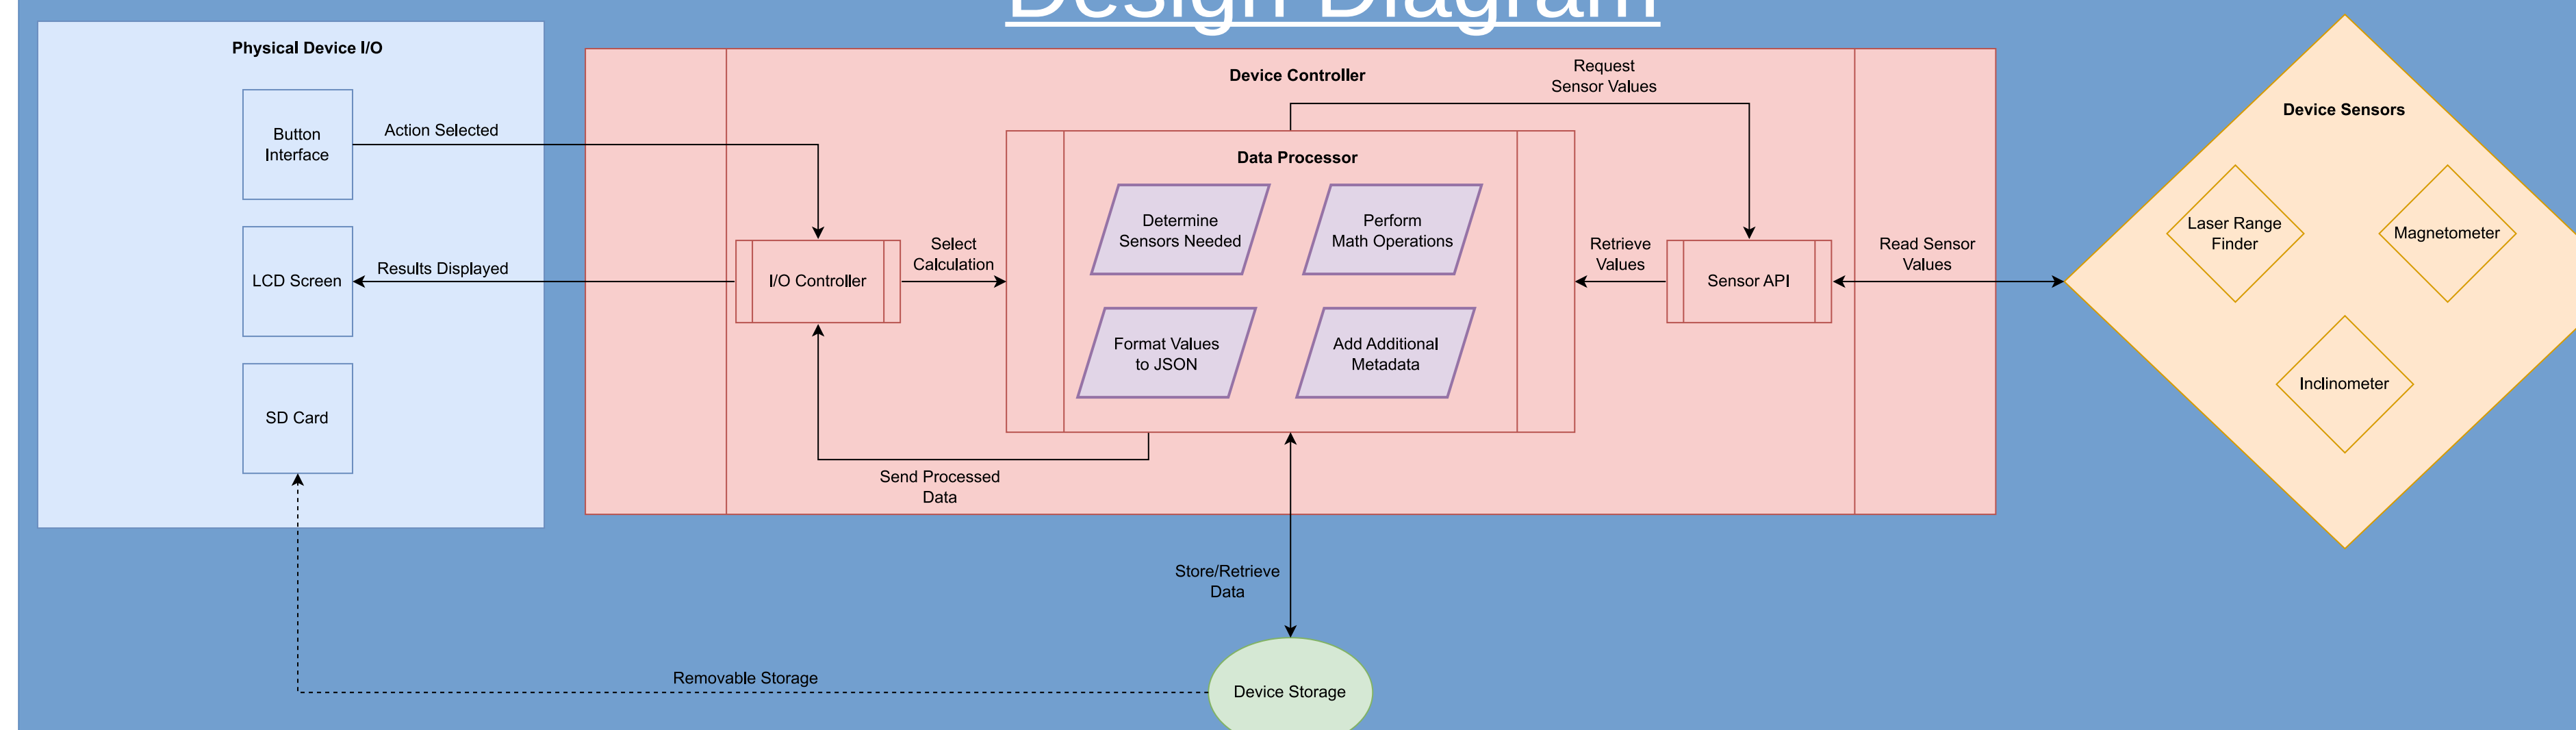 Design Diagram
Physical Device I/O
Button
Interface
LCD Screen
SD Card
Action Selected
Results Displayed
Device Controller
I/O Controller
Select
Calculation
Data Processor
Determine
Sensors Needed
Perform
Math Operations
Format Values
to JSON
Add Additional
Metadata
Request
Sensor Values
Retrieve
Values
Sensor API
Read Sensor
Values
Send Processed
Data
Device Sensors
Laser Range
Finder
Magnetometer
Inclinometer
Store/Retrieve
Data
Removable Storage
Device Storage